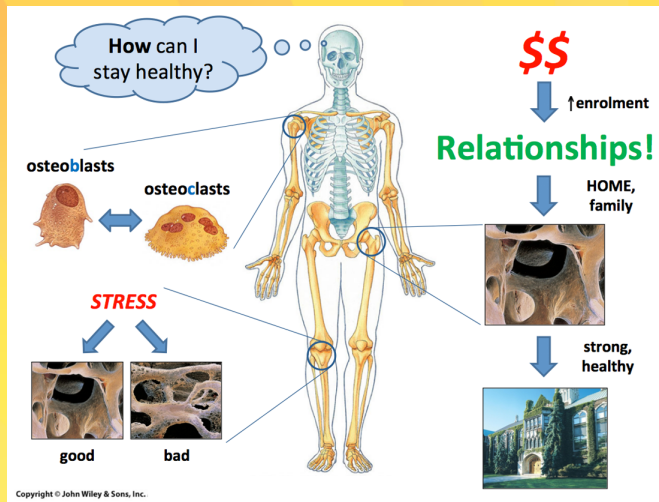 How can I
stay healthy?
osteoblasts
osteoclasts
STRESS
good
bad
$$
↑enrolment
Relationships!
HOME,
family
strong,
healthy
Copyright © John Wiley & Sons, Inc.